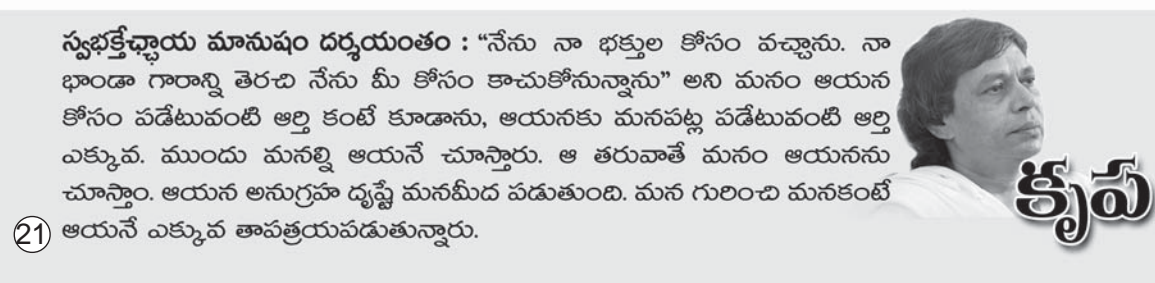 స్వభక్తేచ్ఛాయ మానుషం దర్శయంతం : “నేను నా భక్తుల కోసం వచ్చాను. నా
భాండా గారాన్ని తెరచి నేను మీ కోసం కాచుకోనున్నాను” అని మనం ఆయన
కోసం పడేటువంటి ఆర్తి కంటే కూడాను, ఆయనకు మనపట్ల పడేటువంటి ఆర్తి
ఎక్కువ. ముందు మనల్ని ఆయనే చూస్తారు. ఆ తరువాతే మనం ఆయనను
చూస్తాం. ఆయన అనుగ్రహ దృష్టే మనమీద పడుతుంది. మన గురించి మనకంటే
ఆయనే ఎక్కువ తాపత్రయపడుతున్నారు.
కృప
21